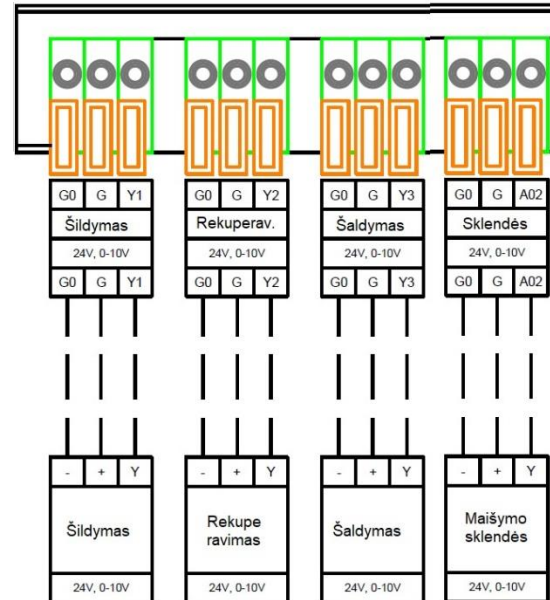 G0 G Y1 G0 G Y2 G0 G Y3 G0 G A02
Šildymas Rekuperav. Šaldymas Sklendės
24V, 0-10V 24V, 0-10V 24V, 0-10V 24V, 0-10V
G0 G Y1 G0 G Y2 G0 G Y3 G0 G A02
- + Y - + Y - + Y - + Y
Šildymas
Rekupe
ravimas
Šaldymas
Maišymo
sklendės
24V, 0-10V 24V, 0-10V 24V, 0-10V 24V, 0-10V